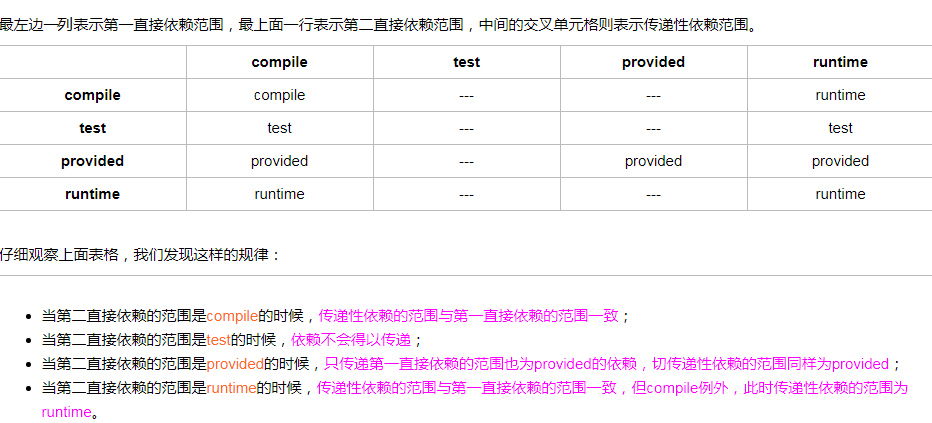 最左边一列表示第一直接依赖范围，最上面一行表示第二直接依赖范围，中间的交叉单元格则表示传递性依赖范围。
compile test provided runtime
compile compile --- --- runtime
test test --- --- test
provided provided --- provided provided
runtime runtime --- --- runtime
仔细观察上面表格，我们发现这样的规律：
• 当第二直接依赖的范围是compile的时候，传递性依赖的范围与第一直接依赖的范围一致；
• 当第二直接依赖的范围是test的时候，依赖不会得以传递；
• 当第二直接依赖的范围是provided的时候，只传递第一直接依赖的范围也为provided的依赖，切传递性依赖的范围同样为provided；
• 当第二直接依赖的范围是runtime的时候，传递性依赖的范围与第一直接依赖的范围一致，但compile例外，此时传递性依赖的范围为
runtime。